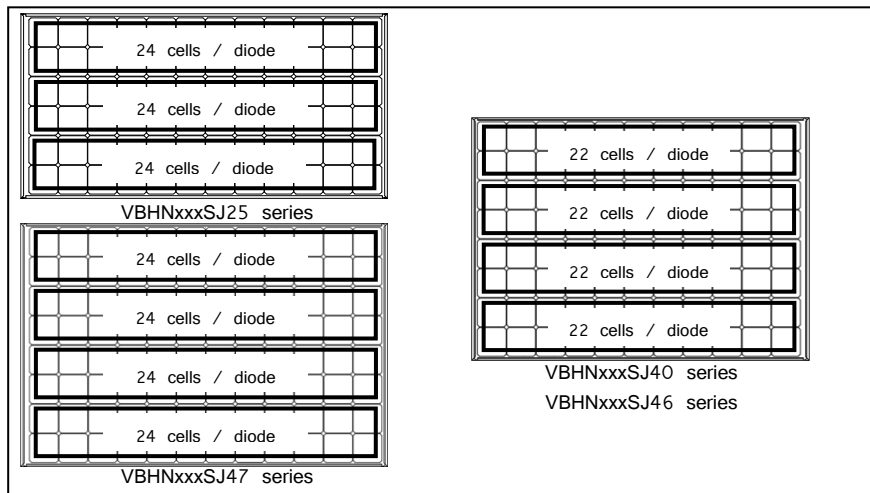 24 cells / diode
24 cells / diode
24 cells / diode
VBHNxxxSJ25 series
24 cells / diode
24 cells / diode
24 cells / diode
24 cells / diode
VBHNxxxSJ47 series
22 cells / diode
22 cells / diode
22 cells / diode
22 cells / diode
VBHNxxxSJ40 series
VBHNxxxSJ46 series